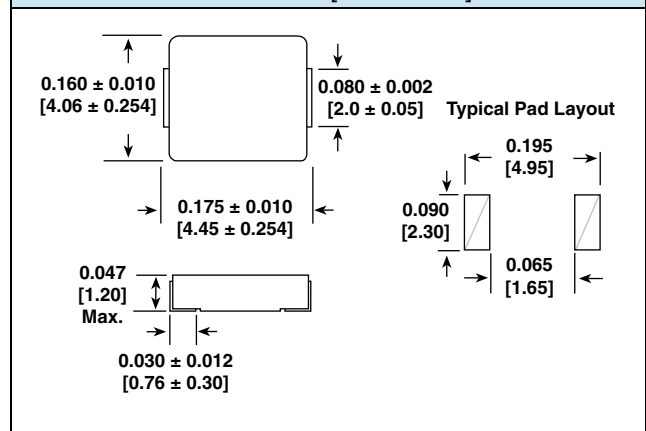 0.160 ± 0.010
[4.06 ± 0.254]
0.080 ± 0.002
[2.0 ± 0.05]
Typical Pad Layout
0.195
[4.95]
0.175 ± 0.010
[4.45 ± 0.254]
0.090
[2.30]
0.065
[1.65]
0.047
[1.20]
Max.
0.030 ± 0.012
[0.76 ± 0.30]